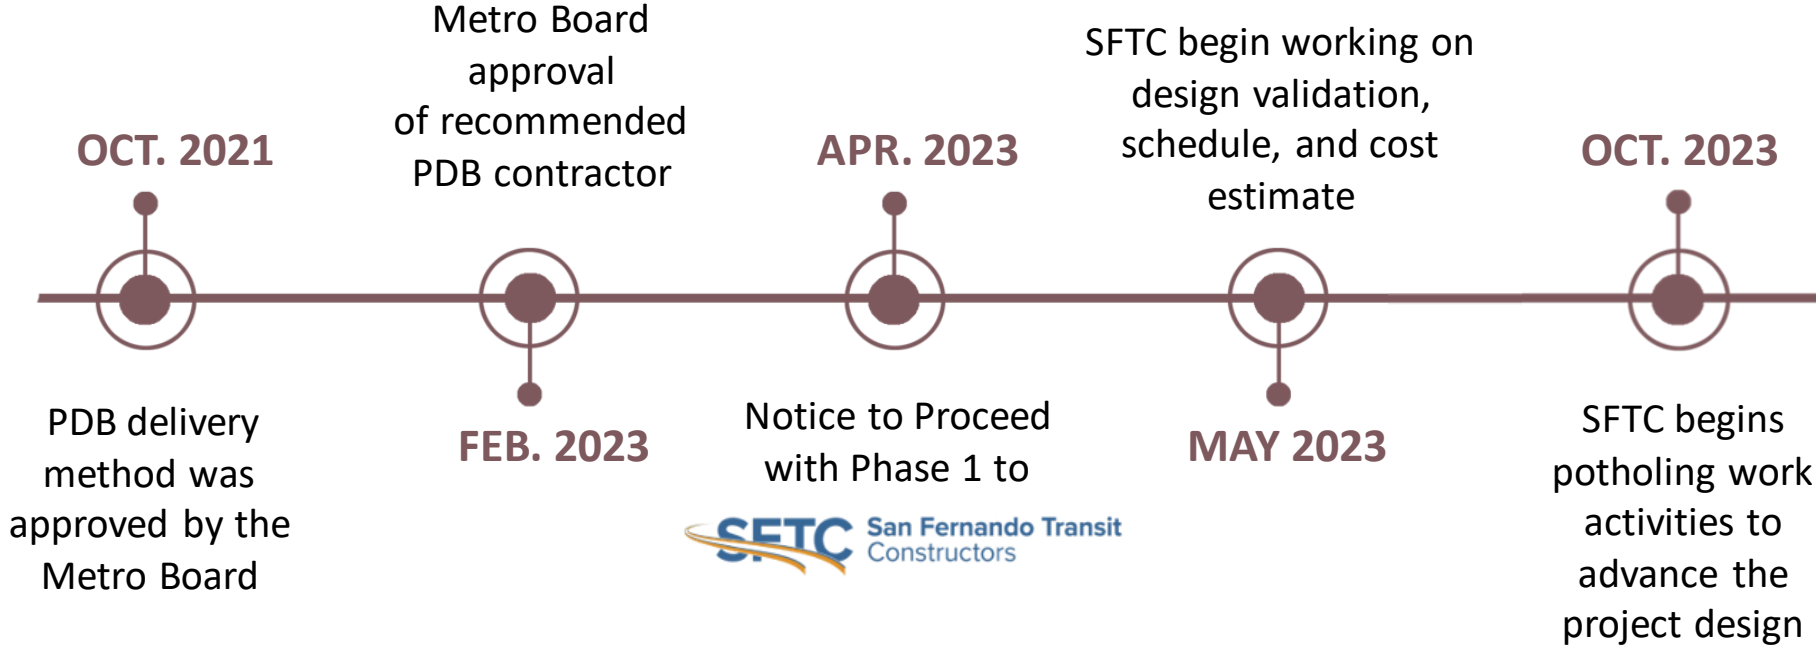 OCT. 2021
PDB delivery
method was
approved by the
Metro Board
Metro Board
approval
of recommended
PDB contractor
FEB. 2023
APR. 2023
Notice to Proceed
with Phase 1 to
SFTC San Fernando Transit
Constructors
SFTC begin working on
design validation,
schedule, and cost
estimate
MAY 2023
OCT. 2023
SFTC begins
potholing work
activities to
advance the
project design